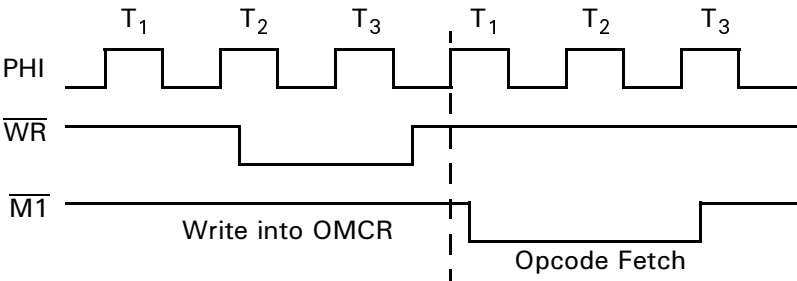 T1 T2 T3 T1 T2 T3
PHI
WR
M1
Write into OMCR
Opcode Fetch